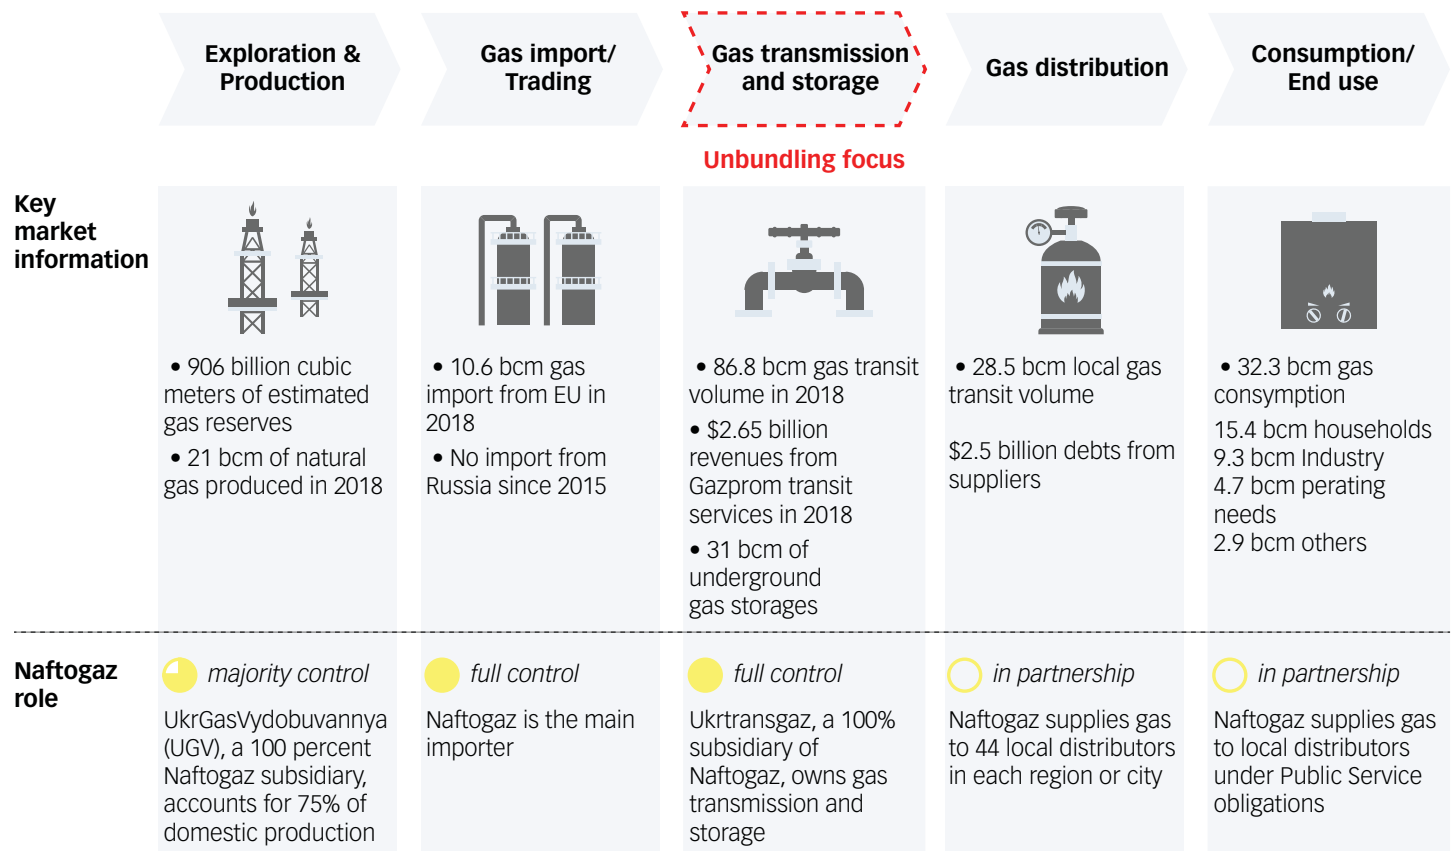 Exploration &
Production
Gas import/
Trading
Gas transmission
and storage
Gas distribution
Consumption/
End use
Unbundling focus
Key
market
information
• 906 billion cubic
meters of estimated
gas reserves
• 21 bcm of natural
gas produced in 2018
• 10.6 bcm gas
import from EU in
2018
• No import from
Russia since 2015
• 86.8 bcm gas transit
volume in 2018
• $2.65 billion
revenues from
Gazprom transit
services in 2018
• 31 bcm of
underground
gas storages
• 28.5 bcm local gas
transit volume
$2.5 billion debts from
suppliers
• 32.3 bcm gas
consymption
15.4 bcm households
9.3 bcm Industry
4.7 bcm perating
needs
2.9 bcm others
Naftogaz
role
majority control
UkrGasVydobuvannya
(UGV), a 100 percent
Naftogaz subsidiary,
accounts for 75% of
domestic production
full control
Naftogaz is the main
importer
full control
Ukrtransgaz, a 100%
subsidiary of
Naftogaz, owns gas
transmission and
storage
in partnership
Naftogaz supplies gas
to 44 local distributors
in each region or city
in partnership
Naftogaz supplies gas
to local distributors
under Public Service
obligations